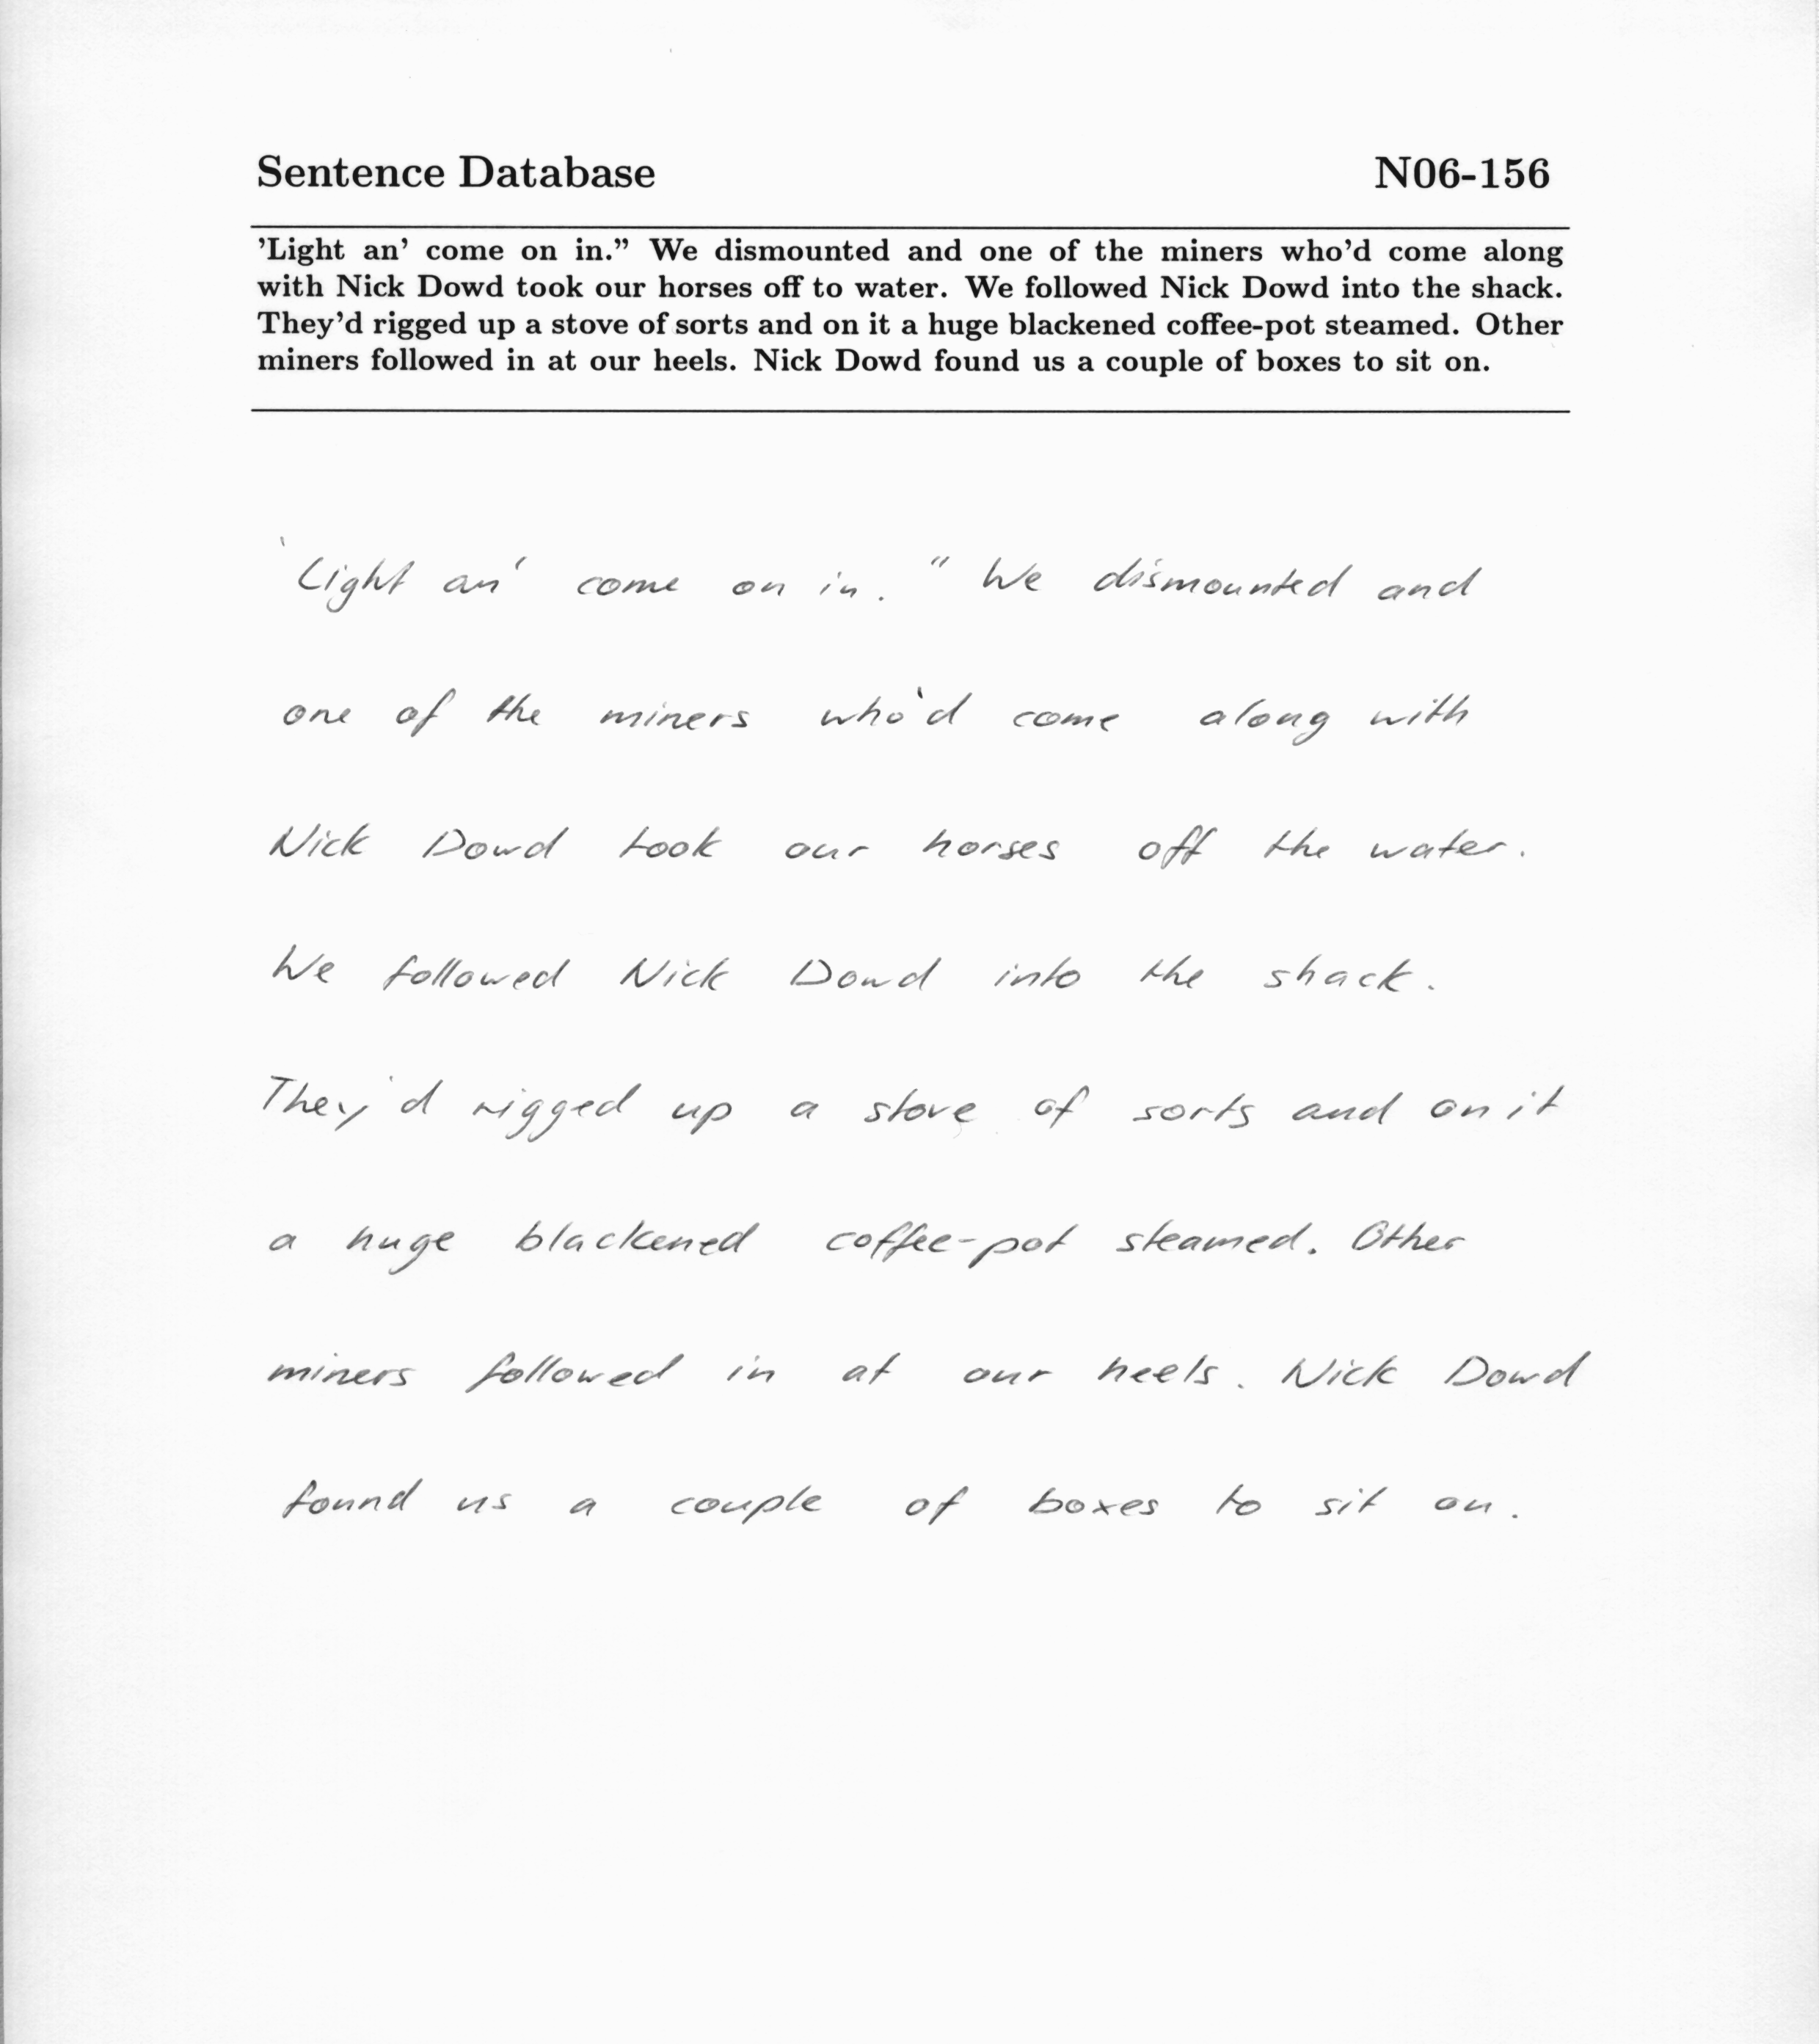 Sentence Database N06-156
’Light an’ come on in.” We dismounted and one of the miners who’d come along
with Nick Dowd took our horses off to water. We followed Nick Dowd into the shack.
They’d rigged up a stove of sorts and on it a huge blackened coffee-pot steamed. Other
miners followed in at our heels. Nick Dowd found us a couple of boxes to sit on.
'Light an' come on in." We dismounted and
one of the miners who'd come along with
Nick Dowd took our horses off the water.
We followed Nick Dowd into the shack.
They'd rigged up a stove of sorts and on it
a huge blackened coffee-pot steamed. Other
miners followed in at our heels. Nick Dowd
found us a couple of boxes to sit on.